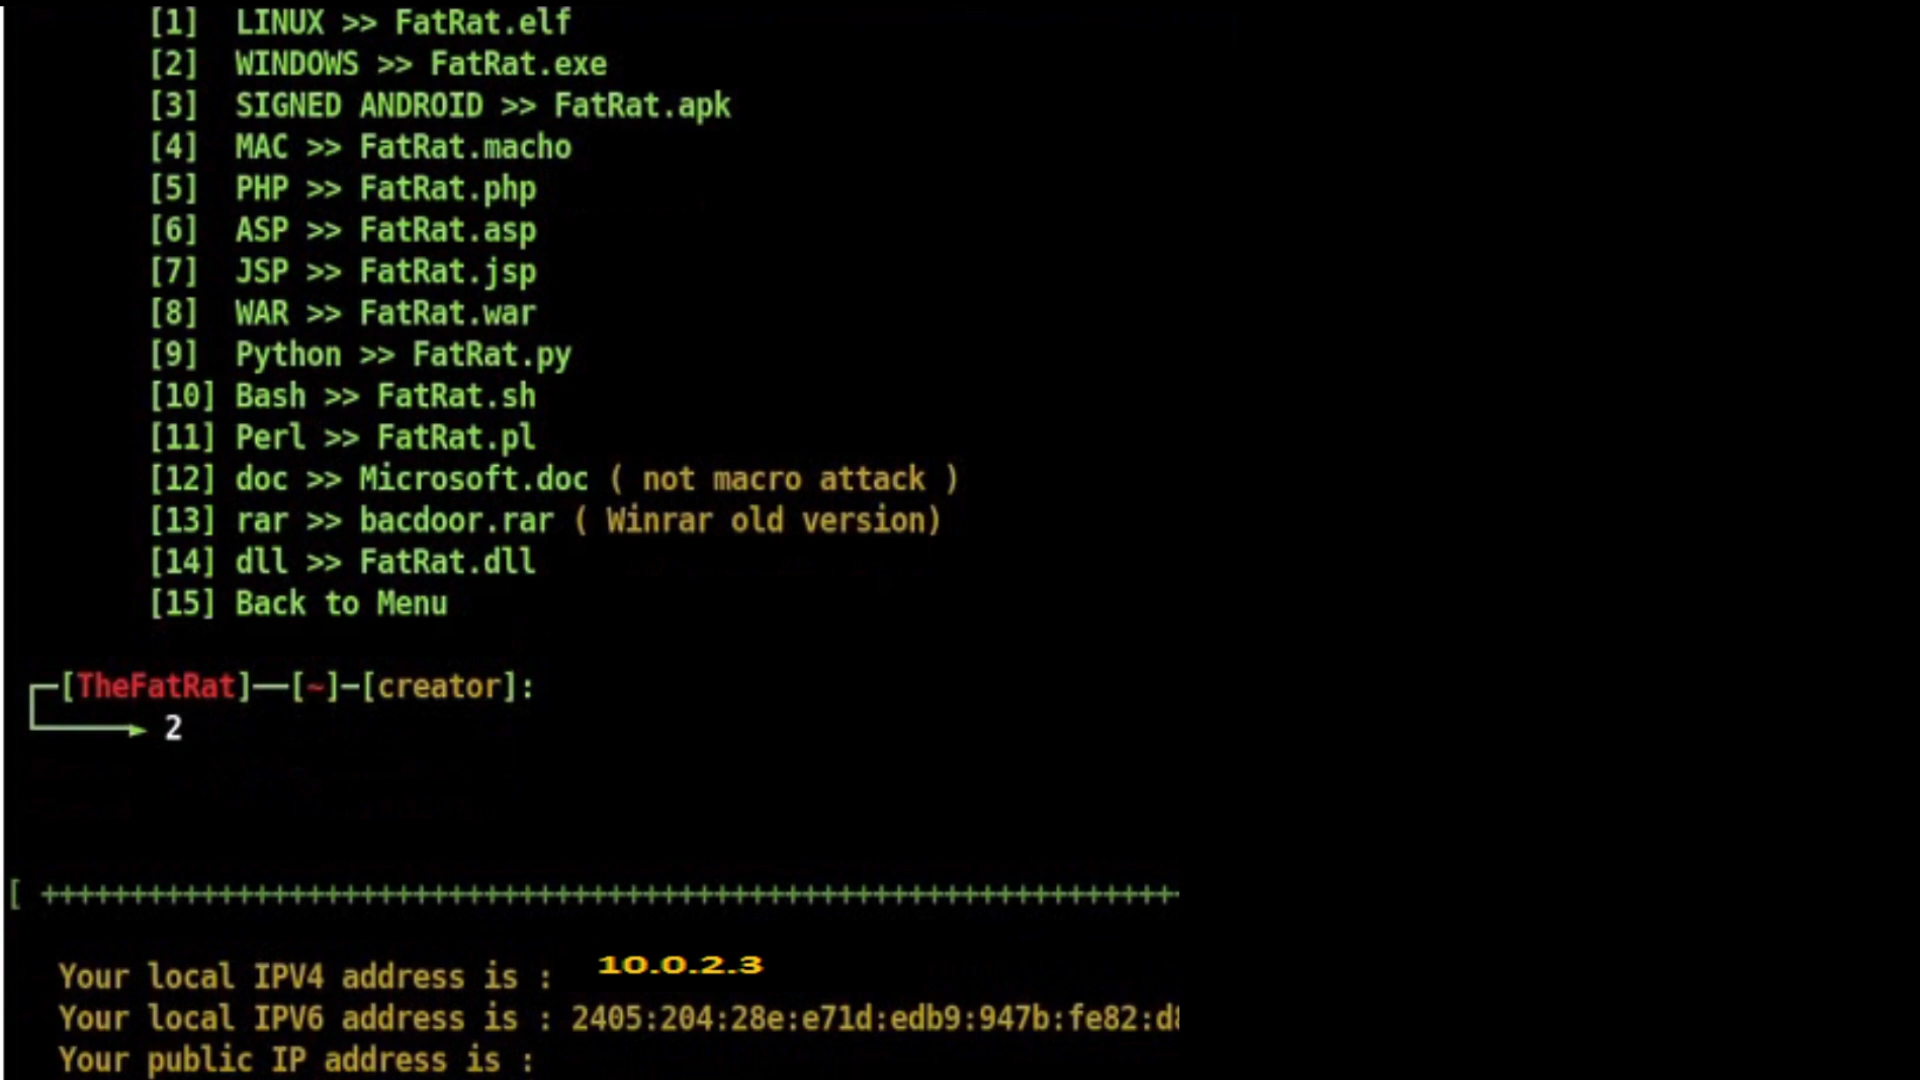 [1] LINUX >> FatRat.elf
[2] WINDOWS >> FatRat.exe
[3] SIGNED ANDROID >> FatRat.apk
[4] MAC >> FatRat.macho
[5] PHP >> FatRat.php
[6] ASP >> FatRat.asp
[7] JSP >> FatRat.jsp
[8] WAR >> FatRat.war
[9] Python >> FatRat.py
[10] Bash >> FatRat.sh
[11] Perl >> FatRat.pl
[12] doc >> Microsoft.doc ( not macro attack )
[13] rar >> bacdoor.rar ( Winrar old version)
[14] dll >> FatRat.dll
[15] Back to Menu
[TheFatRat]—[~]-[creator]:
2
[ ++++++++++++++++++++++++++++++++++++++++++++++++++++++++++++++++
Your local IPV4 address is : 10.0.2.3
Your local IPV6 address is : 2405:204:28e:e71d:edb9:947b:fe82:d8
Your public IP address is :